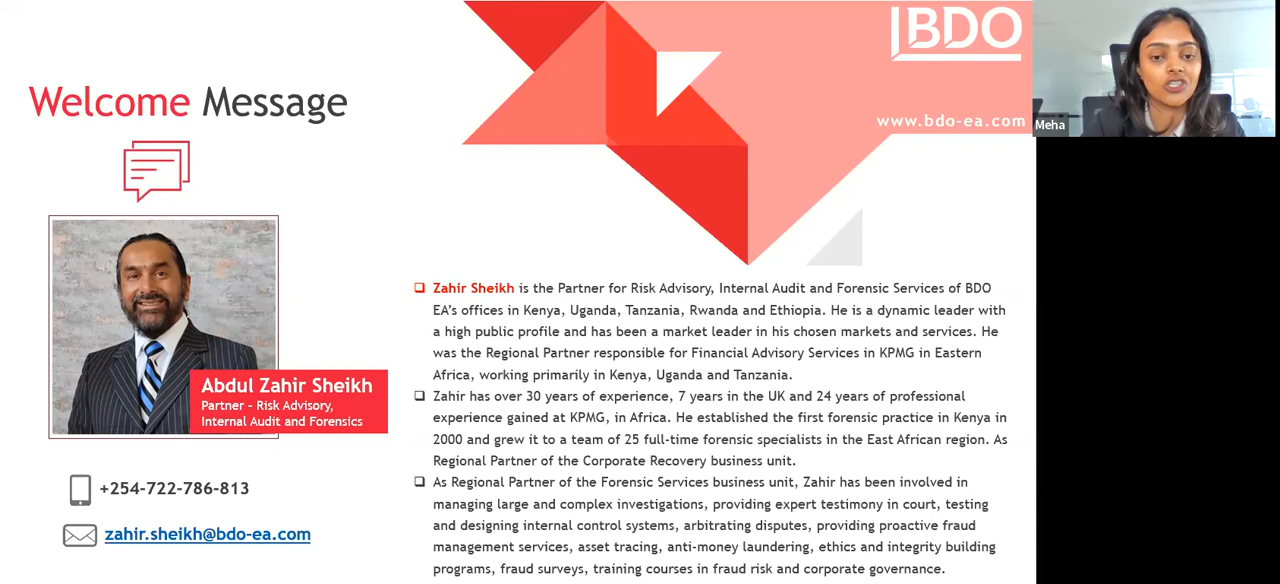 BDO
www.bdo-ea.com
Meha
Welcome Message
Abdul Zahir Sheikh
Partner – Risk Advisory,
Internal Audit and Forensics
+254-722-786-813
zahir.sheikh@bdo-ea.com
Zahir Sheikh is the Partner for Risk Advisory, Internal Audit and Forensic Services of BDO
EA’s offices in Kenya, Uganda, Tanzania, Rwanda and Ethiopia. He is a dynamic leader with
a high public profile and has been a market leader in his chosen markets and services. He
was the Regional Partner responsible for Financial Advisory Services in KPMG in Eastern
Africa, working primarily in Kenya, Uganda and Tanzania.
Zahir has over 30 years of experience, 7 years in the UK and 24 years of professional
experience gained at KPMG, in Africa. He established the first forensic practice in Kenya in
2000 and grew it to a team of 25 full-time forensic specialists in the East African region. As
Regional Partner of the Corporate Recovery business unit.
As Regional Partner of the Forensic Services business unit, Zahir has been involved in
managing large and complex investigations, providing expert testimony in court, testing
and designing internal control systems, arbitrating disputes, providing proactive fraud
management services, asset tracing, anti-money laundering, ethics and integrity building
programs, fraud surveys, training courses in fraud risk and corporate governance.